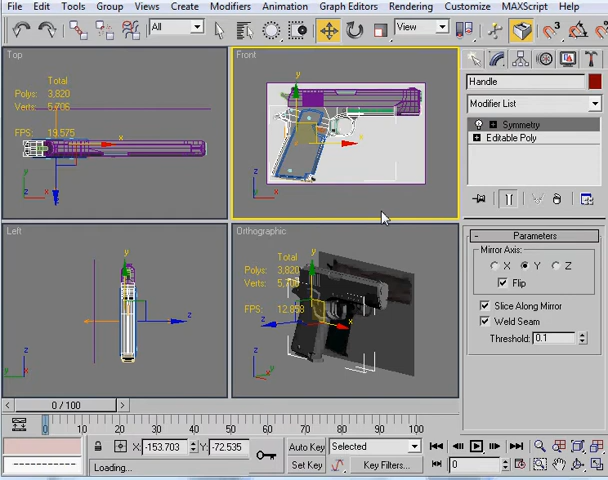 File Edit Tools Group Views Create Modifiers Animation Graph Editors Rendering Customize MAXScript
All View
Top
Total
Polys: 3,820
Verts: 5,706
FPS: 19.575
x
z x
Front
y
x
z
x
Handle
Modifier List
Symmetry
Editable Poly
Left
y
z
z
y
Orthographic
Total
Polys: 3,820
FPS: 12.858
y
x
z
z
x
- Parameters
Mirror Axis:
X Y Z
Flip
Slice Along Mirror
Weld Seam
Threshold: 0.1
< 0 / 100 >
0 10 20 30 40 50 60 70 80 90 100
X: -153.703 Y: -72.535
Auto Key Selected
Set Key Key Filters... 0
Loading...